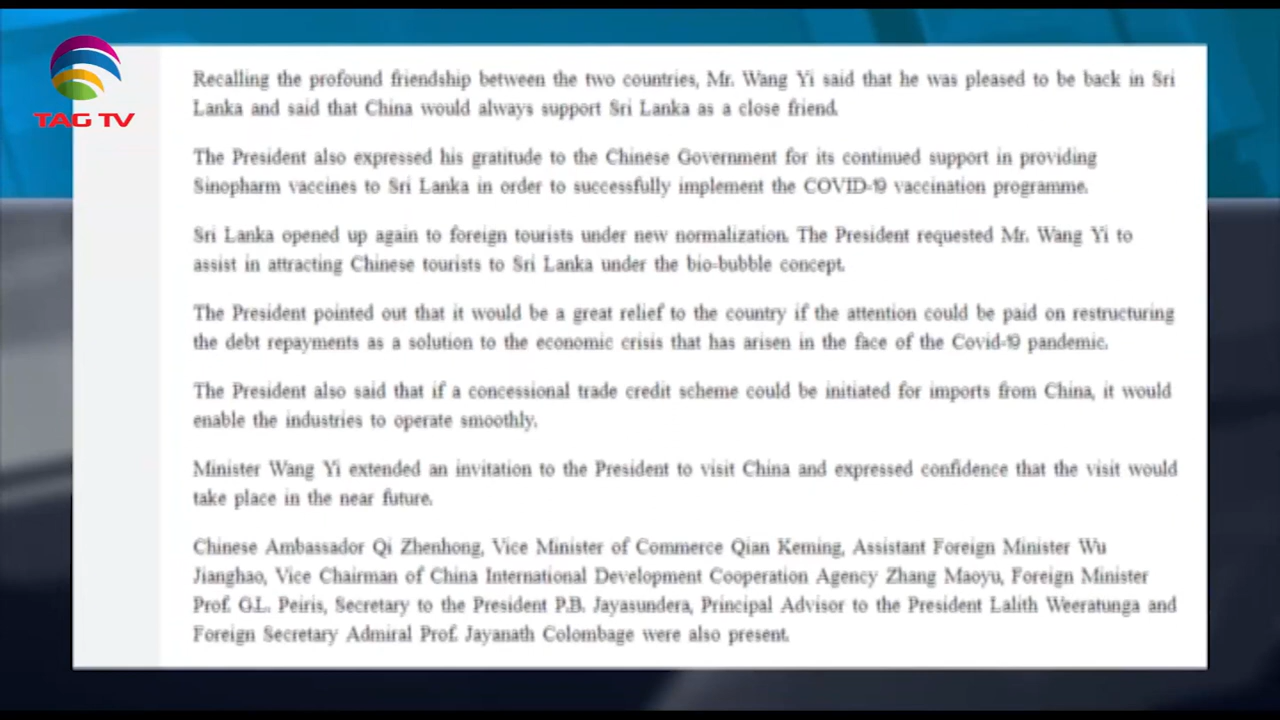 TAG TV
Recalling the profound friendship between the two countries, Mr. Wang Yi said that he was pleased to be back in Sri
Lanka and said that China would always support Sri Lanka as a close friend.
The President also expressed his gratitude to the Chinese Government for its continued support in providing
Sinopharm vaccines to Sri Lanka in order to successfully implement the COVID-19 vaccination programme.
Sri Lanka opened up again to foreign tourists under new normalization. The President requested Mr. Wang Yi to
assist in attracting Chinese tourists to Sri Lanka under the bio-bubble concept.
The President pointed out that it would be a great relief to the country if the attention could be paid on restructuring
the debt repayments as a solution to the economic crisis that has arisen in the face of the Covid-19 pandemic.
The President also said that if a concessional trade credit scheme could be initiated for imports from China, it would
enable the industries to operate smoothly.
Minister Wang Yi extended an invitation to the President to visit China and expressed confidence that the visit would
take place in the near future.
Chinese Ambassador Qi Zhenhong, Vice Minister of Commerce Qian Keming, Assistant Foreign Minister Wu
Jianghao, Vice Chairman of China International Development Cooperation Agency Zhang Maoyu, Foreign Minister
Prof. G.L. Peiris, Secretary to the President P.B. Jayasundera, Principal Advisor to the President Lalith Weeratunga and
Foreign Secretary Admiral Prof. Jayanath Colombage were also present.